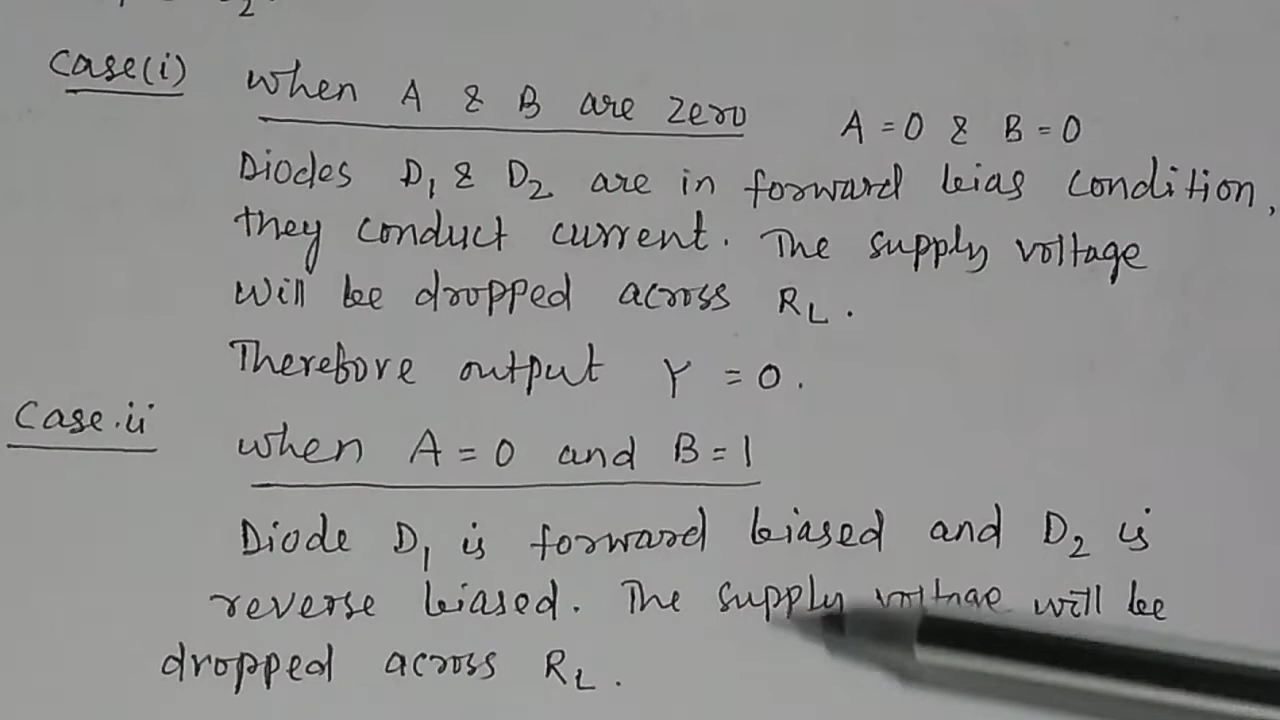 2.
Case(i) when A & B are zero A = 0 & B = 0
Diodes D1 & D2 are in forward bias condition,
they conduct current. The supply voltage
will be dropped across RL.
Therefore output Y = 0.
Case.ii
when A = 0 and B = 1
Diode D1 is forward biased and D2 is
reverse biased. The supply voltage will be
dropped across RL.